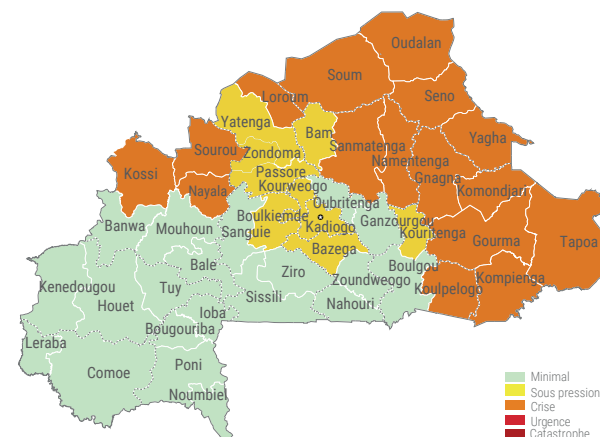 Oudalan
Soum
Seno
Loroum
Yatenga
Bam
Yagha
Sourou
Zondoma
Sanmatenga
Namentenga
Kossi
Passore
Gnagna
Nayala
Kourweogo
Komondjari
Oubritenga
Boulkiemde
Ganzourgou
Banwa
Mouhoun
Sanguie
Kadiogo
Kouritenga
Gourma
Tapoa
Bazega
Bale
Ziro
Boulgou
Zoundweogo
Kompienga
Kenedougou
Tuy
Koulpelogo
Houet
Sissili
Nahouri
Ioba
Bougouriba
Leraba
Poni
Comoe
Noumbiel
Minimal
Sous pression
Crise
Urgence
Catastrophe